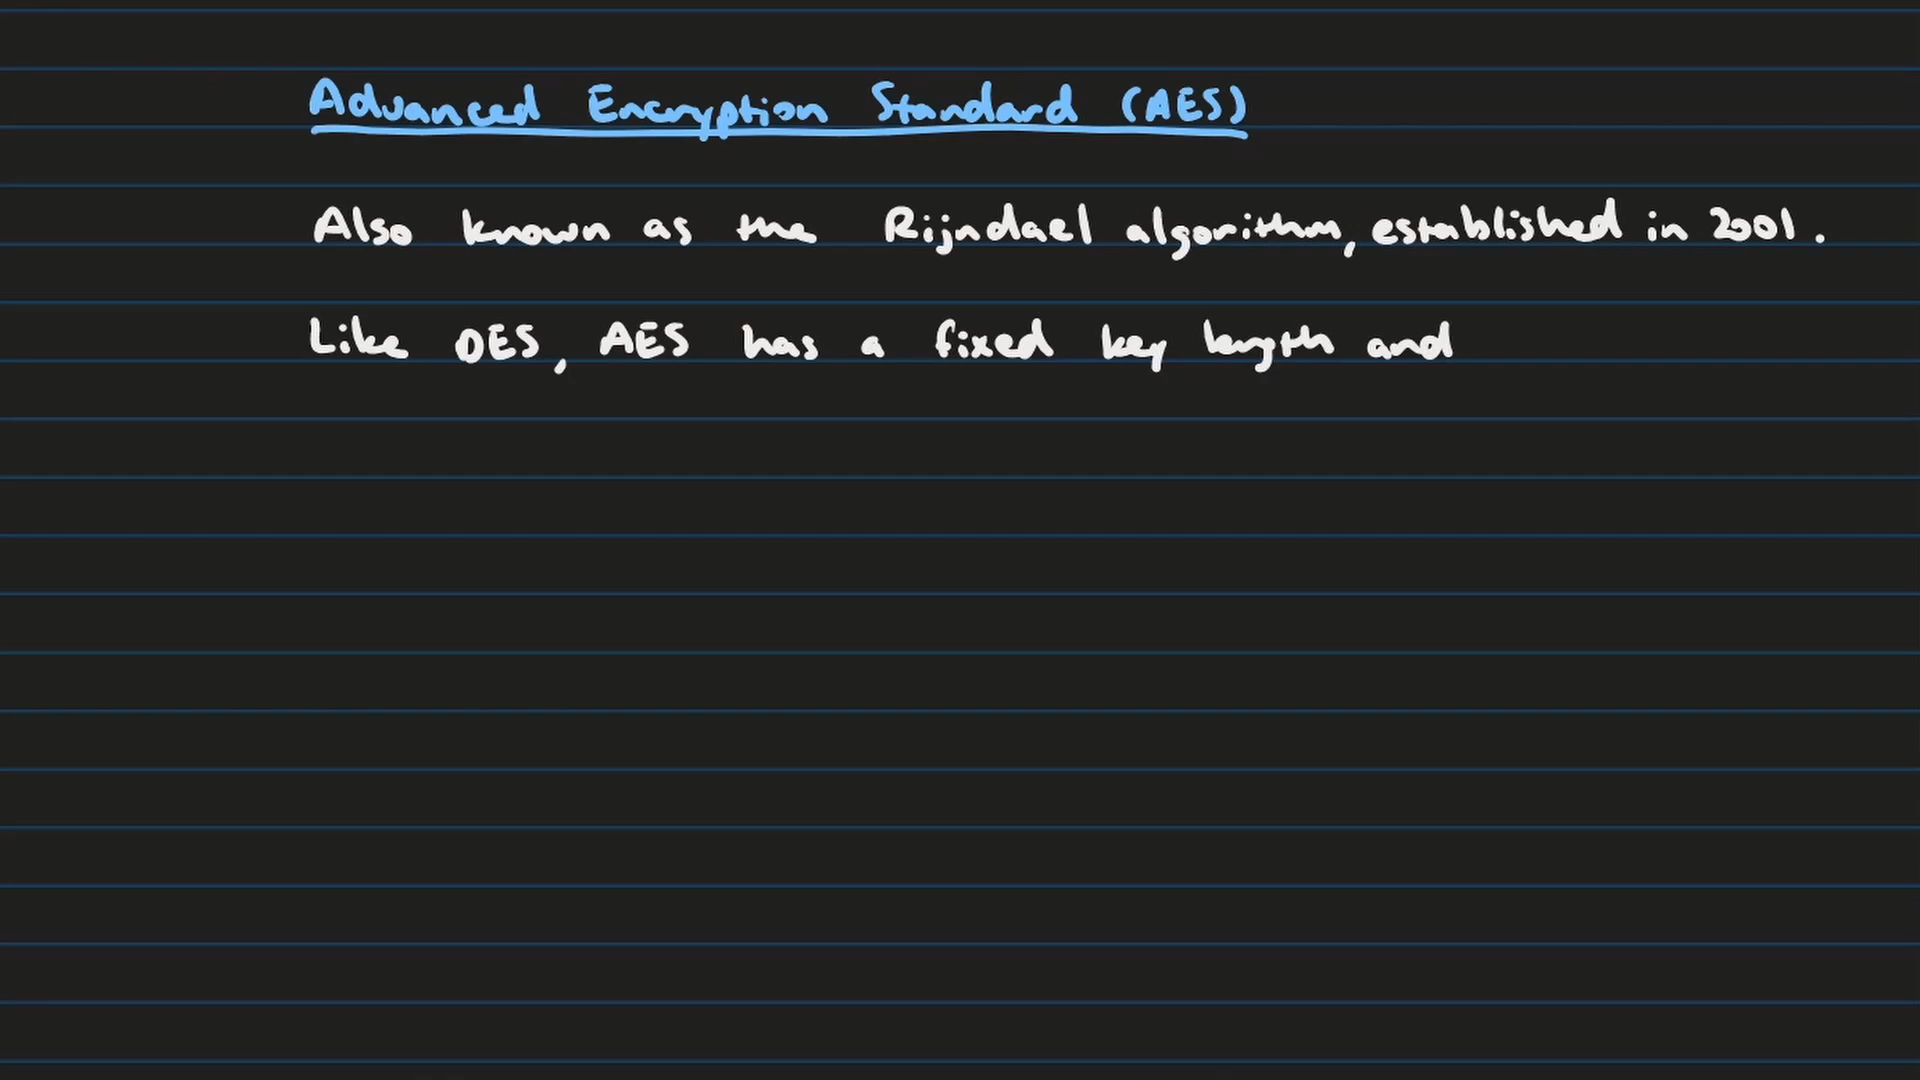 Advanced Encryption Standard (AES)
Also known as the Rijndael algorithm, established in 2001.
Like DES, AES has a fixed key length and